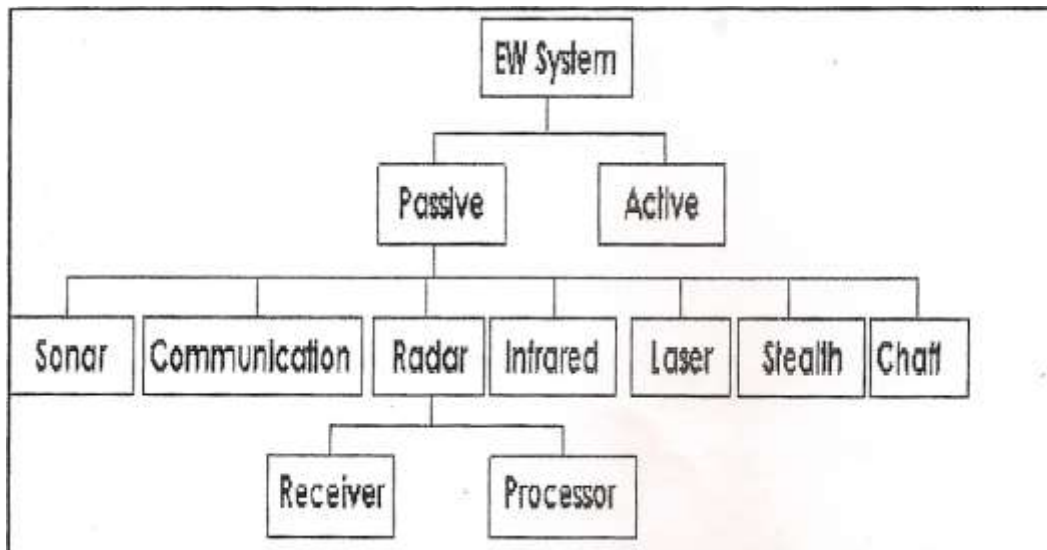 EW System
Passive
Active
Sonar
Communication
Radar
Infrared
Laser
Stealth
Chaff
Receiver
Processor